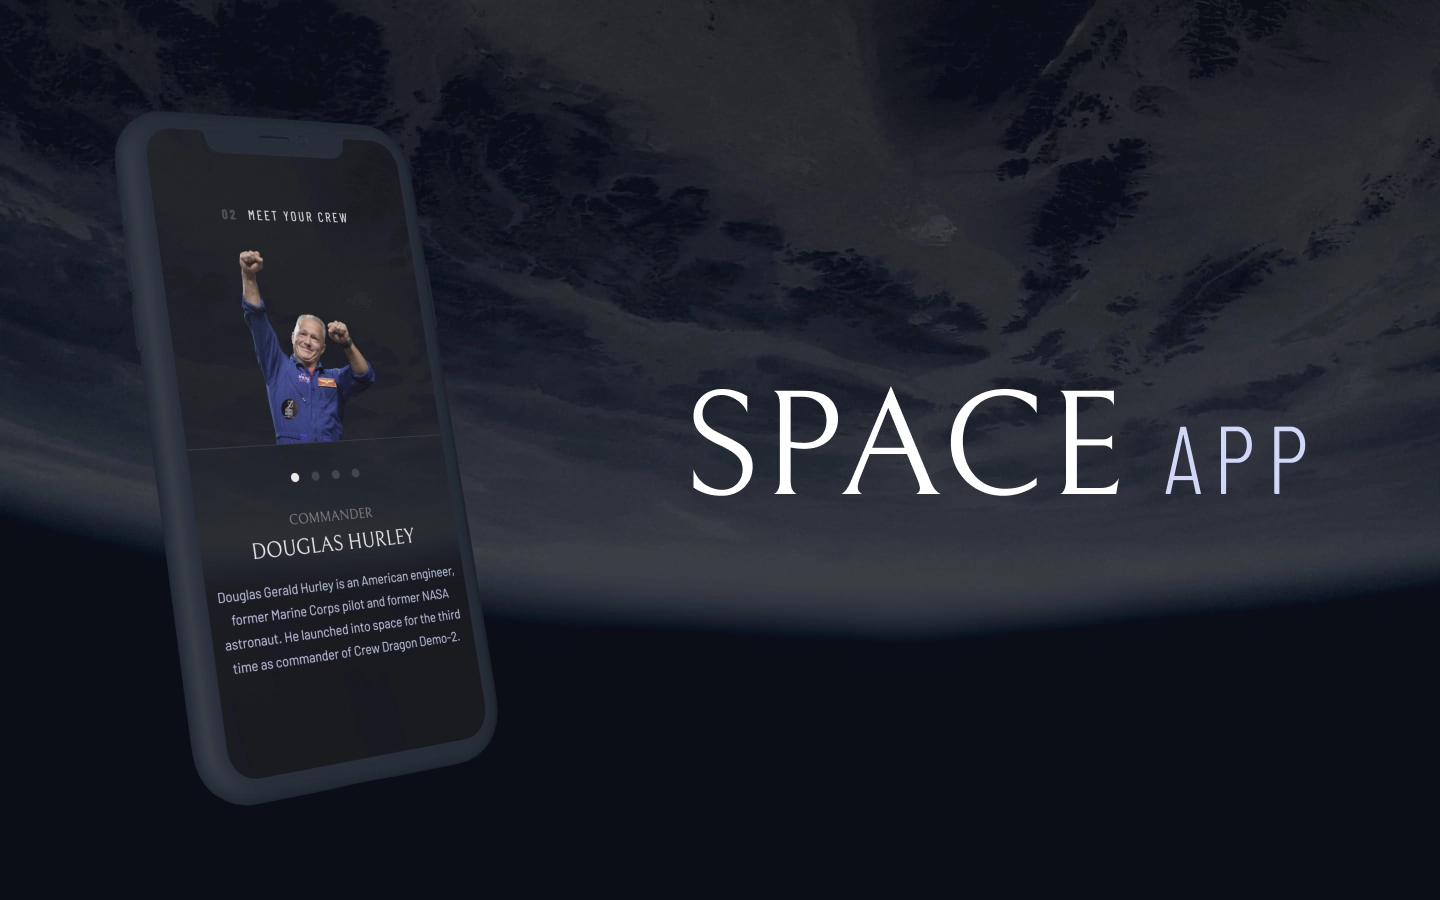 02 MEET YOUR CREW
COMMANDER
DOUGLAS HURLEY
Douglas Gerald Hurley is an American engineer,
former Marine Corps pilot and former NASA
astronaut. He launched into space for the third
time as commander of Crew Dragon Demo-2.
SPACE APP